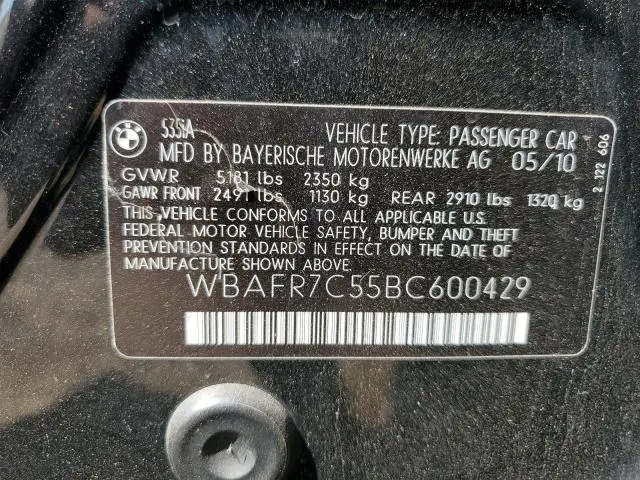 BMW
535iA
VEHICLE TYPE: PASSENGER CAR
MFD BY BAYERISCHE MOTORENWERKE AG 05/10
GVWR 5181 lbs 2350 kg
GAWR FRONT 2491 lbs 1130 kg REAR 2910 lbs 1320 kg
THIS VEHICLE CONFORMS TO ALL APPLICABLE U.S.
FEDERAL MOTOR VEHICLE SAFETY, BUMPER AND THEFT
PREVENTION STANDARDS IN EFFECT ON THE DATE OF
MANUFACTURE SHOWN ABOVE.
WBAFR7C55BC600429
2 122 606